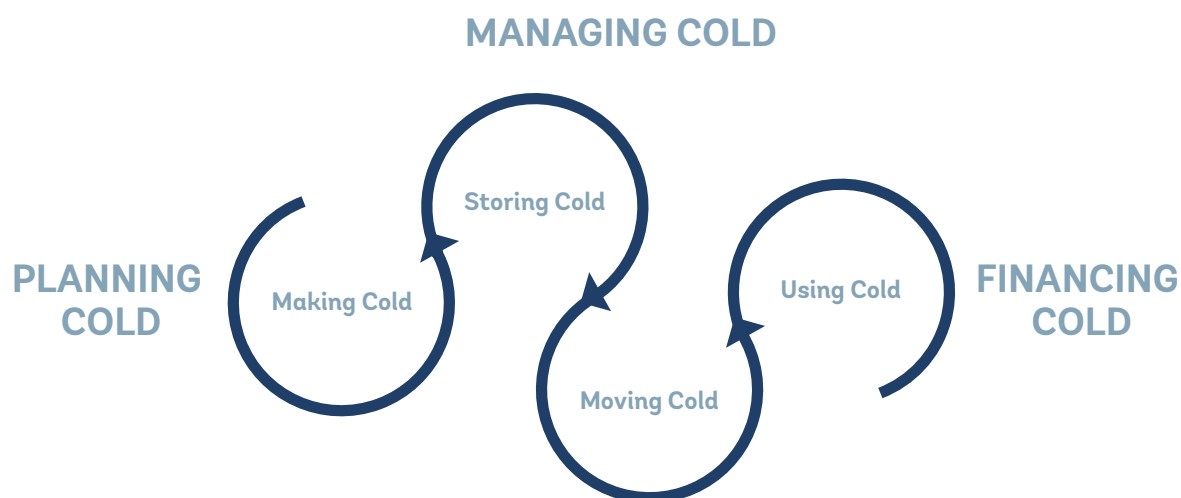 MANAGING COLD
Storing Cold
PLANNING
COLD
Making Cold
Using Cold
FINANCING
COLD
Moving Cold